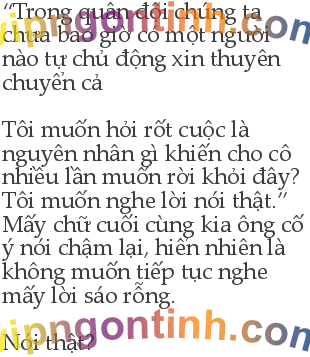 “Trong quân đội chúng ta
chưa bao giờ có một người
nào tự chủ động xin thuyên
chuyển cả
Tôi muốn hỏi rốt cuộc là
nguyên nhân gì khiến cho cô
nhiều lần muốn rời khỏi đây?
Tôi muốn nghe lời nói thật.”
Mấy chữ cuối cùng kia ông cố
ý nói chậm lại, hiển nhiên là
không muốn tiếp tục nghe
mấy lời sáo rỗng.
Nói thật?
vipngontinh.com
vipngontinh.com